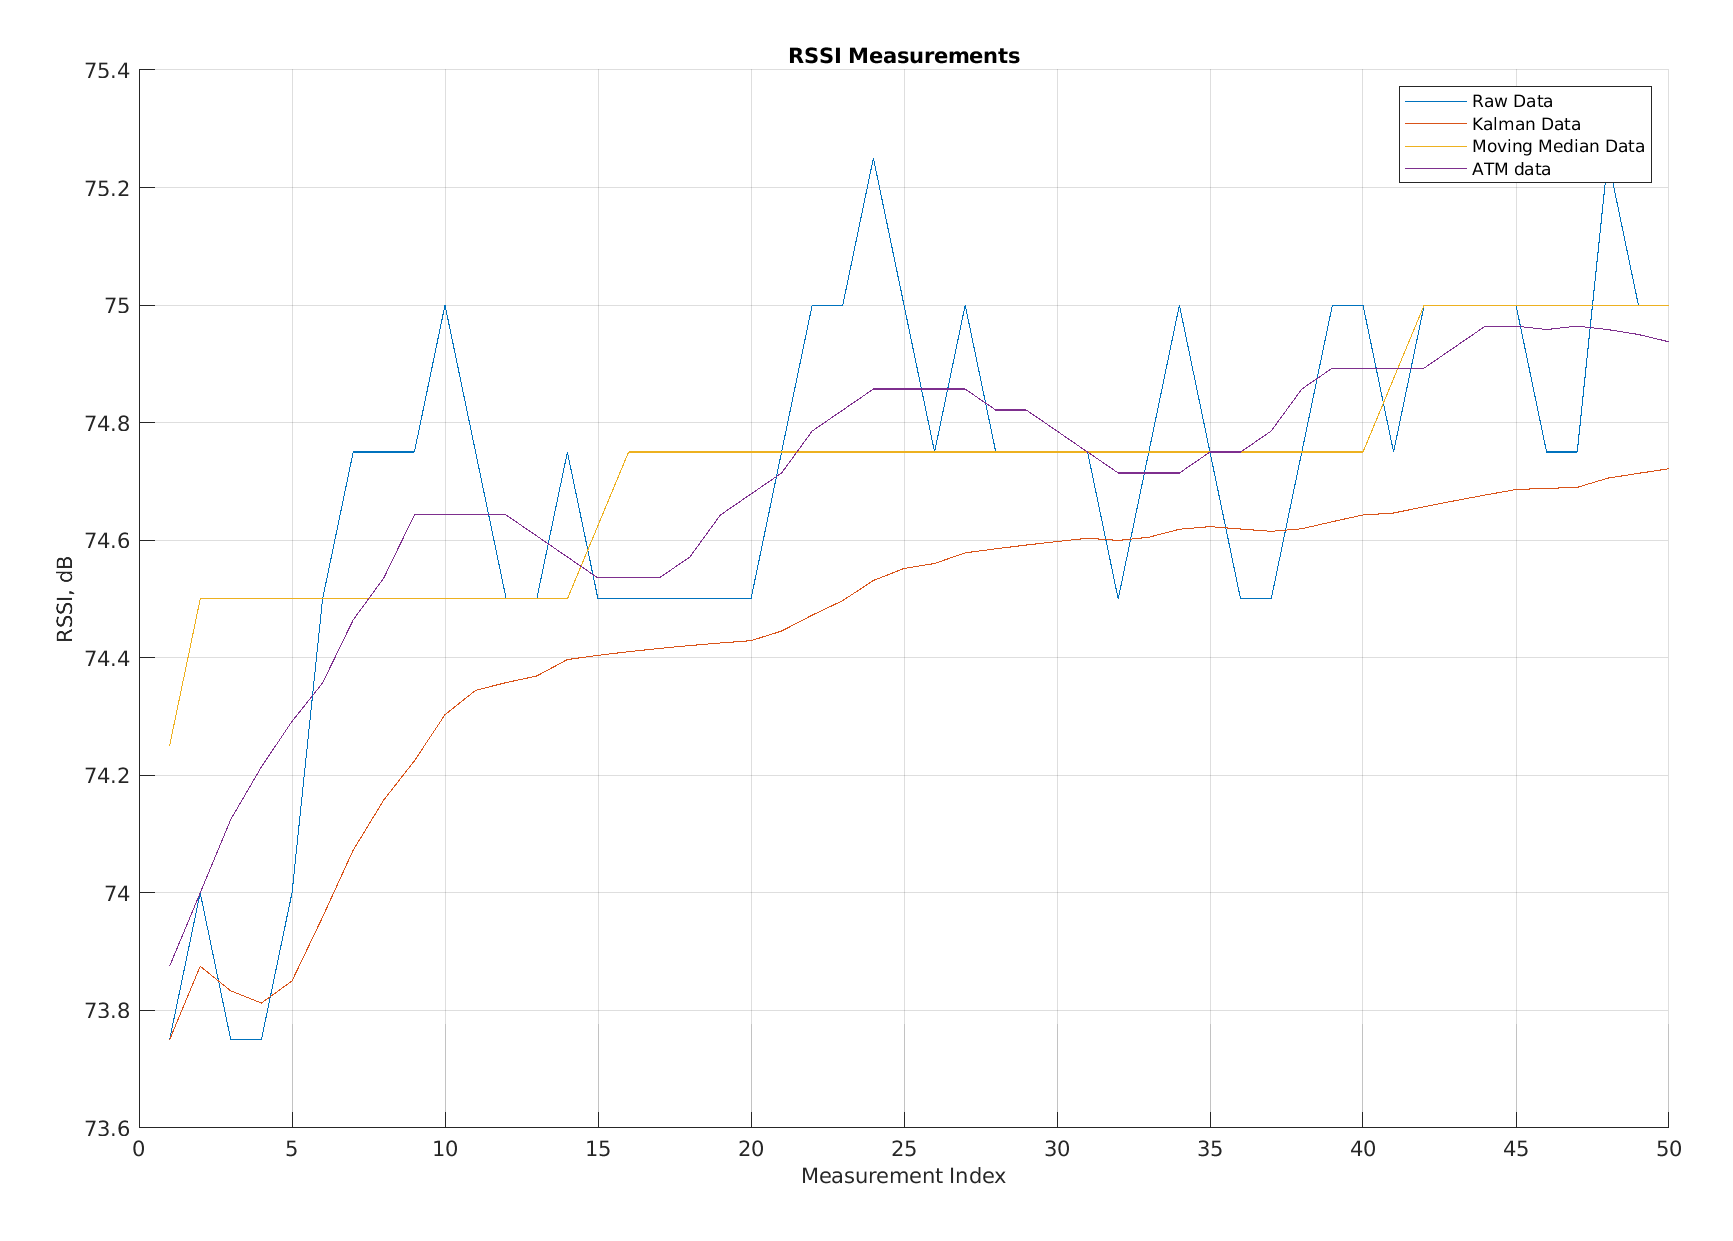 RSSI Measurements
75.4
75.2
75
74.8
74.6
74.4
74.2
74
73.8
73.6
RSSI, dB
Raw Data
Kalman Data
Moving Median Data
ATM data
0 5 10 15 20 25 30 35 40 45 50
Measurement Index